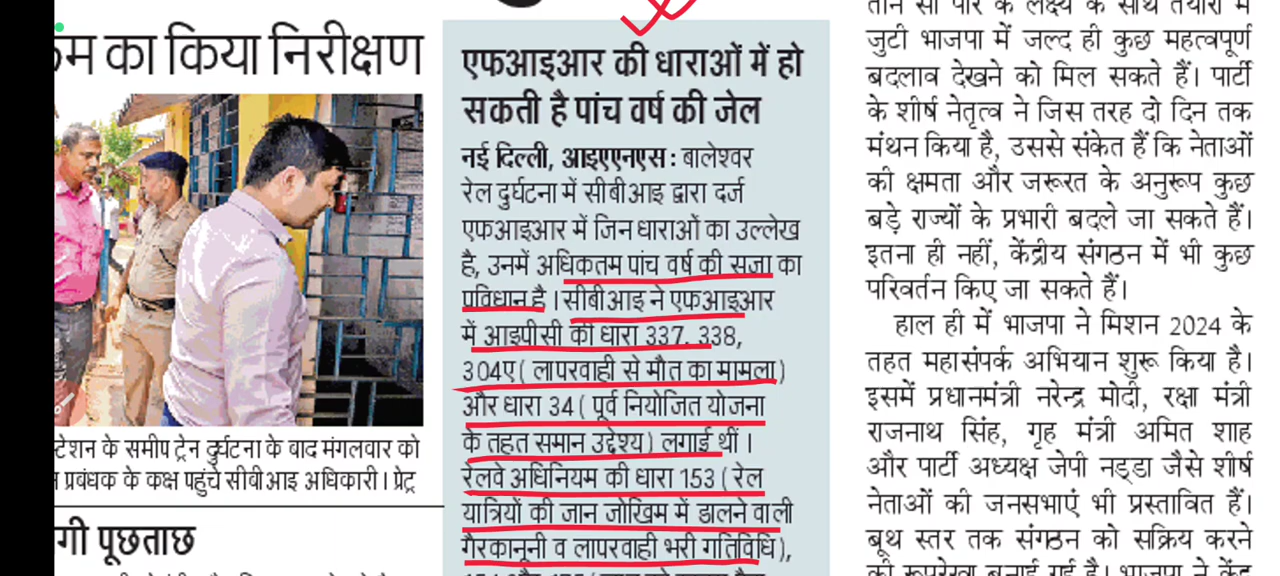 का किया निरीक्षण
टेशन के समीप ट्रेन दुर्घटना के बाद मंगलवार को
प्रबंधक के कक्ष पहुंचे सीबीआइ अधिकारी। प्रेट्र
पूछताछ
एफआइआर की धाराओं में हो
सकती है पांच वर्ष की जेल
नई दिल्ली, आइएएनएस : बालेश्वर
रेल दुर्घटना में सीबीआइ द्वारा दर्ज
एफआइआर में जिन धाराओं का उल्लेख
है, उनमें अधिकतम पांच वर्ष की सजा का
प्रविधान है। सीबीआइ ने एफआइआर
में आइपीसी की धारा 337, 338,
304ए ( लापरवाही से मौत का मामला)
और धारा 34 ( पूर्व नियोजित योजना
के तहत समान उद्देश्य) लगाई थीं।
रेलवे अधिनियम की धारा 153 ( रेल
यात्रियों की जान जोखिम में डालने वाली
गैरकानूनी व लापरवाही भरी गतिविधि),
तीन सौ पार के लक्ष्य के साथ तैयारी में
जुटी भाजपा में जल्द ही कुछ महत्वपूर्ण
बदलाव देखने को मिल सकते हैं। पार्टी
के शीर्ष नेतृत्व ने जिस तरह दो दिन तक
मंथन किया है, उससे संकेत हैं कि नेताओं
की क्षमता और जरूरत के अनुरूप कुछ
बड़े राज्यों के प्रभारी बदले जा सकते हैं।
इतना ही नहीं, केंद्रीय संगठन में भी कुछ
परिवर्तन किए जा सकते हैं।
हाल ही में भाजपा ने मिशन 2024 के
तहत महासंपर्क अभियान शुरू किया है।
इसमें प्रधानमंत्री नरेन्द्र मोदी, रक्षा मंत्री
राजनाथ सिंह, गृह मंत्री अमित शाह
और पार्टी अध्यक्ष जेपी नड्डा जैसे शीर्ष
नेताओं की जनसभाएं भी प्रस्तावित हैं।
बूथ स्तर तक संगठन को सक्रिय करने
की रूपरेखा बनाई गई है। भाजपा ने केंद्र